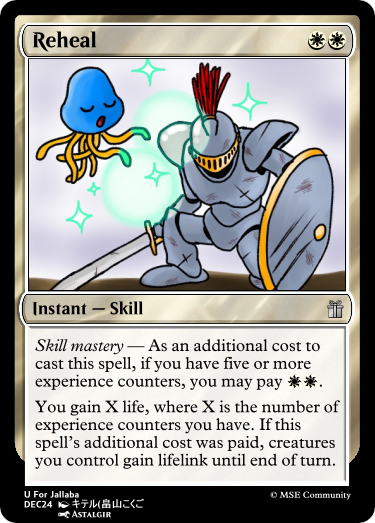 Reheal
Instant — Skill
Skill mastery — As an additional cost to
cast this spell, if you have five or more
experience counters, you may pay
You gain X life, where X is the number of
experience counters you have. If this
spell's additional cost was paid, creatures
you control gain lifelink until end of turn.
U For Jallaba
DEC24 キテル(畠山こくご
ASTALGIR
© MSE Community